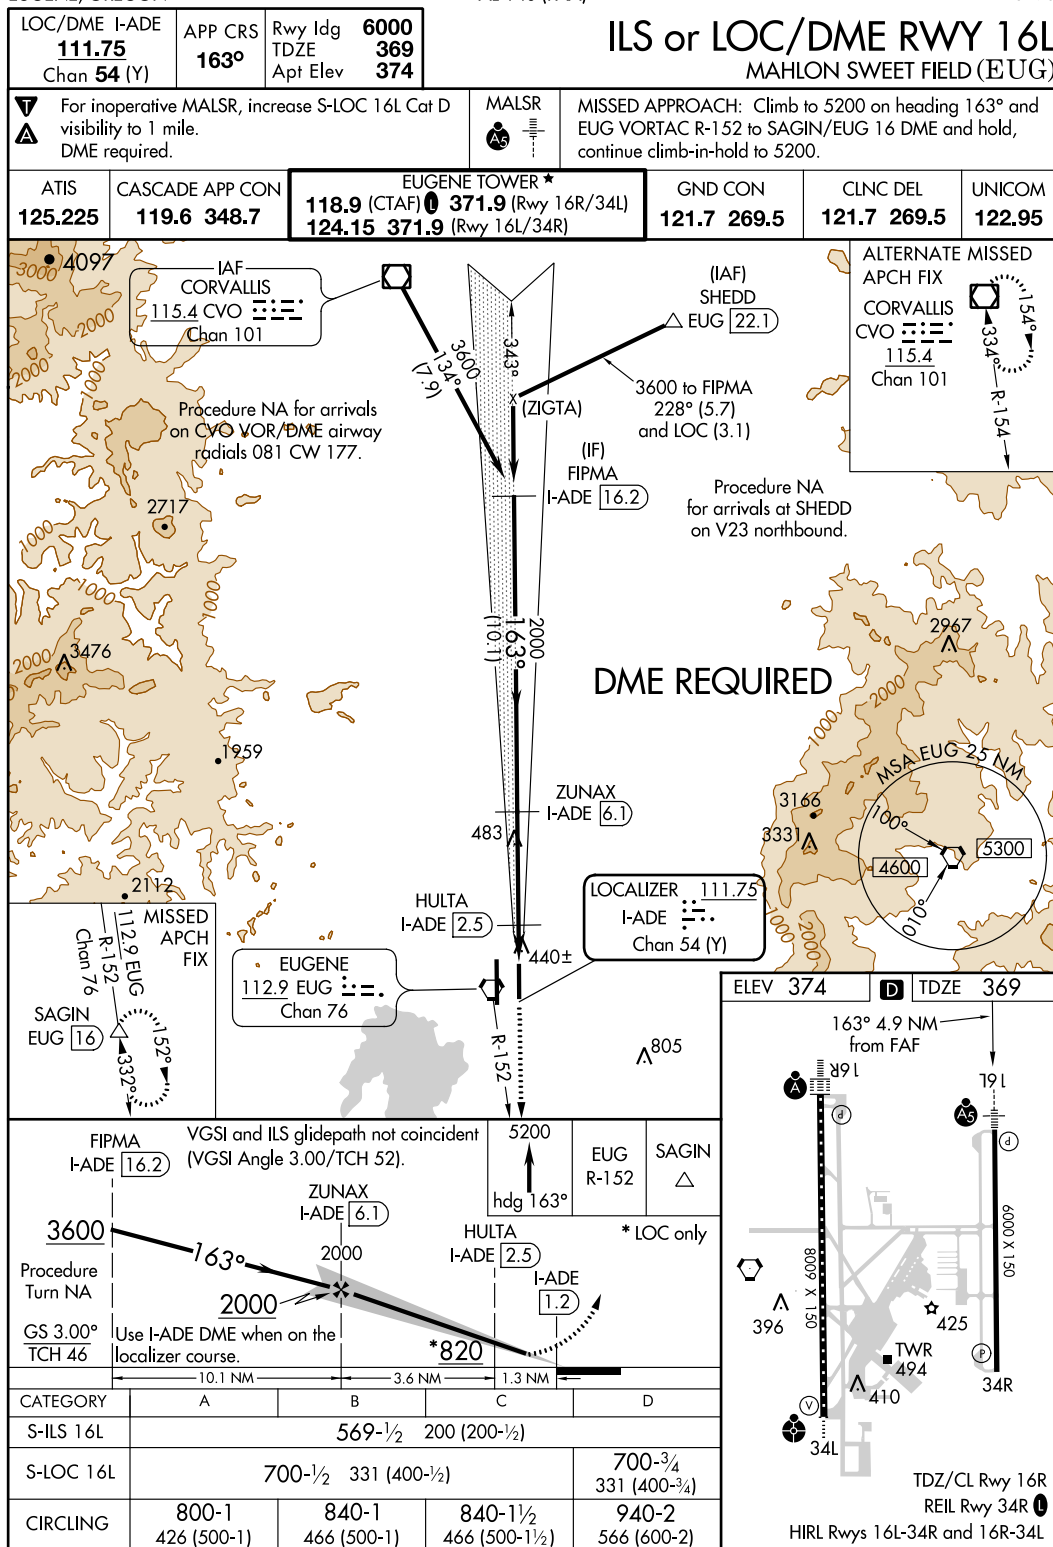 LOC/DME I-ADE
111.75
Chan 54 (Y)
APP CRS
163°
Rwy ldg 6000
TDZE 369
Apt Elev 374
ILS or LOC/DME RWY 16L
MAHLON SWEET FIELD (EUG)
T
A
For inoperative MALSR, increase S-LOC 16L Cat D
visibility to 1 mile.
DME required.
MALSR
A5
MISSED APPROACH: Climb to 5200 on heading 163° and
EUG VORTAC R-152 to SAGIN/EUG 16 DME and hold,
continue climb-in-hold to 5200.
ATIS
125.225
CASCADE APP CON
119.6 348.7
EUGENE TOWER ★
118.9 (CTAF) L 371.9 (Rwy 16R/34L)
124.15 371.9 (Rwy 16L/34R)
GND CON
121.7 269.5
CLNC DEL
121.7 269.5
UNICOM
122.95
4097
3000
2000
2000
1000
IAF
CORVALLIS
115.4 CVO
Chan 101
3600
134°
(7.9)
343°
(IAF)
SHEDD
EUG 22.1
3600 to FIPMA
228° (5.7)
and LOC (3.1)
(ZIGTA)
ALTERNATE MISSED
APCH FIX
CORVALLIS
CVO
115.4
Chan 101
154°
334°
R-154
Procedure NA for arrivals
on CVO VOR/DME airway
radials 081 CW 177.
(IF)
FIPMA
I-ADE 16.2
Procedure NA
for arrivals at SHEDD
on V23 northbound.
2717
1000
1000
1000
2000
3476
1959
2112
2000
163°
(10.1)
DME REQUIRED
2967
2000
1000
3166
3331
1000
2000
MSA EUG 25 NM
100°
5300
4600
010°
ZUNAX
I-ADE 6.1
483
HULTA
I-ADE 2.5
440±
LOCALIZER 111.75
I-ADE
Chan 54 (Y)
EUGENE
112.9 EUG
Chan 76
R-152
805
MISSED
APCH
FIX
112.9 EUG
R-152
Chan 76
SAGIN
EUG 16
152°
332°
ELEV 374
D
TDZE 369
163° 4.9 NM
from FAF
16R
16L
A
A5
P
P
8009 X 150
6000 X 150
396
425
TWR
494
410
P
V
34R
34L
TDZ/CL Rwy 16R
REIL Rwy 34R L
HIRL Rwys 16L-34R and 16R-34L
FIPMA
I-ADE 16.2
VGSI and ILS glidepath not coincident
(VGSI Angle 3.00/TCH 52).
ZUNAX
I-ADE 6.1
5200
hdg 163°
EUG
R-152
SAGIN
* LOC only
HULTA
I-ADE 2.5
I-ADE
1.2
3600
163°
2000
2000
*820
Procedure
Turn NA
GS 3.00°
TCH 46
Use I-ADE DME when on the
localizer course.
10.1 NM
3.6 NM
1.3 NM
CATEGORY A B C D
S-ILS 16L 569-½ 200 (200-½)
S-LOC 16L 700-½ 331 (400-½) 700-¾
331 (400-¾)
CIRCLING 800-1 840-1 840-1½ 940-2
426 (500-1) 466 (500-1) 466 (500-1½) 566 (600-2)